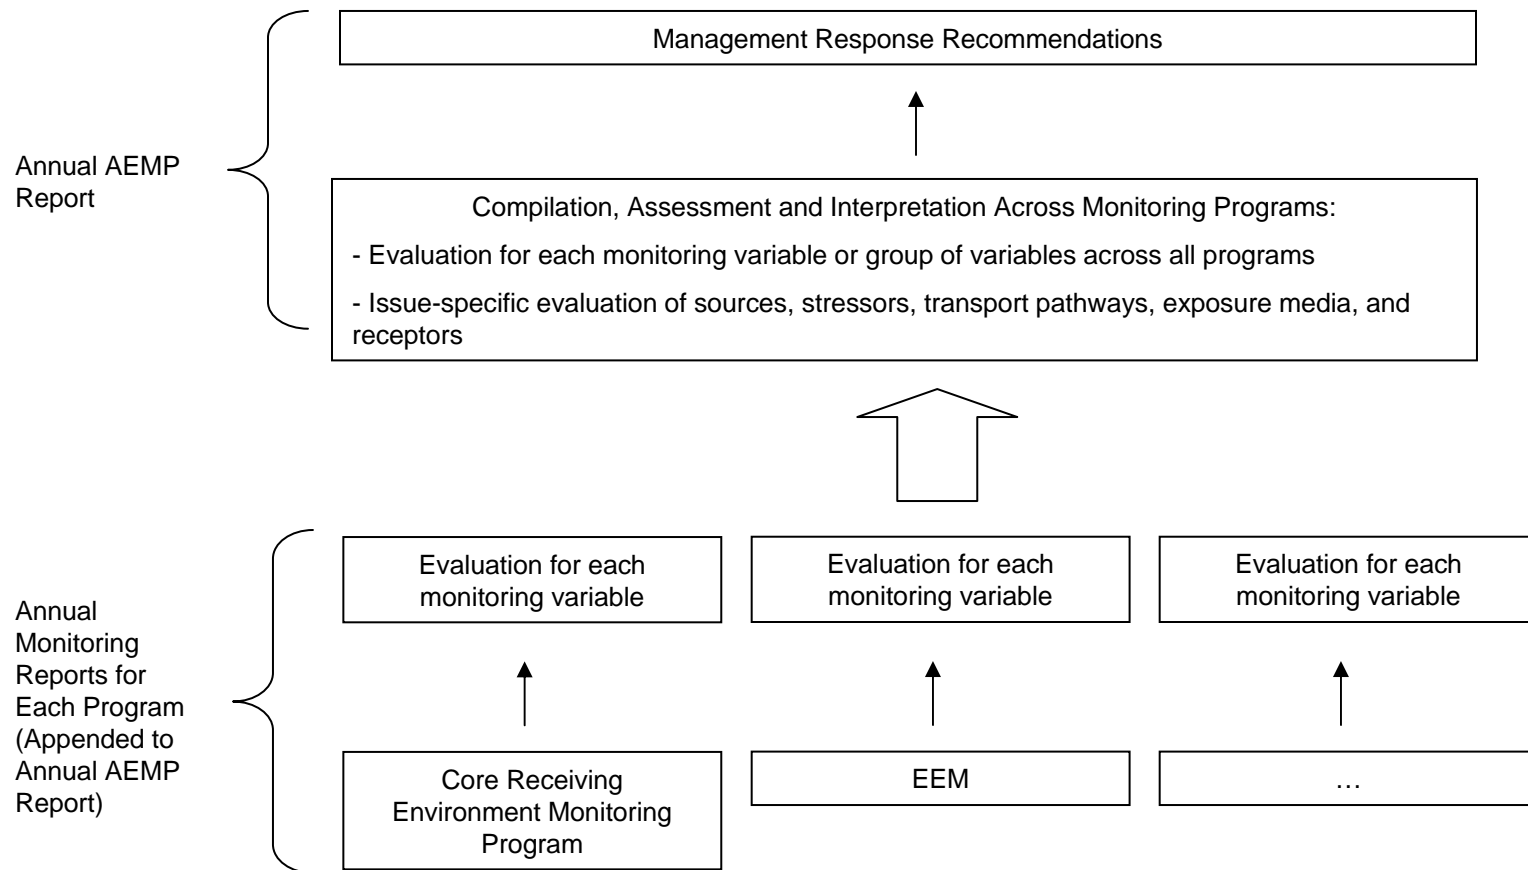 Management Response Recommendations
Annual AEMP
Report
Compilation, Assessment and Interpretation Across Monitoring Programs:
- Evaluation for each monitoring variable or group of variables across all programs
- Issue-specific evaluation of sources, stressors, transport pathways, exposure media, and
receptors
Evaluation for each
monitoring variable
Evaluation for each
monitoring variable
Evaluation for each
monitoring variable
Annual
Monitoring
Reports for
Each Program
(Appended to
Annual AEMP
Report)
Core Receiving
Environment Monitoring
Program
EEM
…